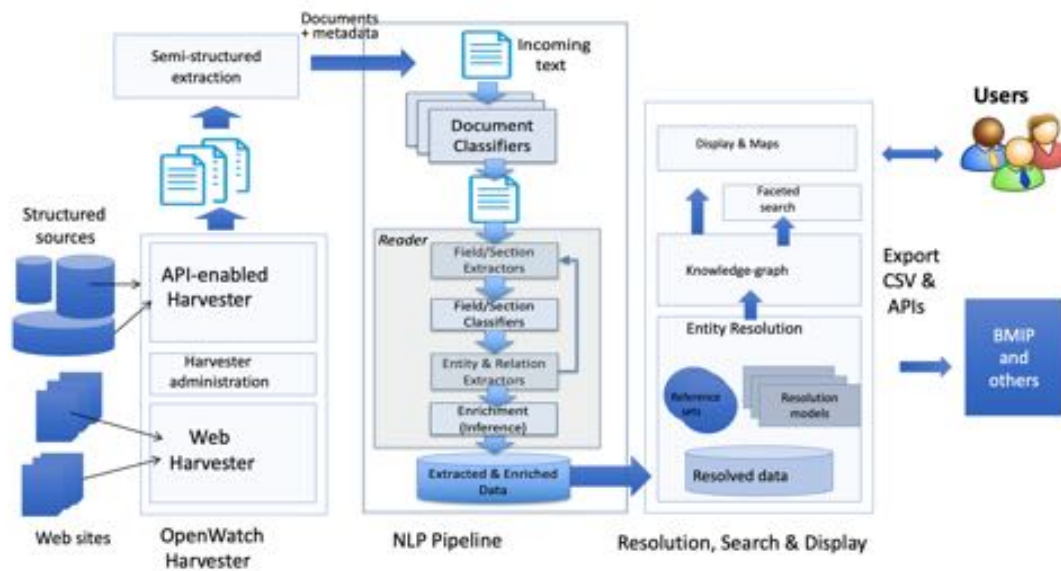 Documents
+ metadata
Semi-structured
extraction
Incoming
text
Document
Classifiers
Users
Display & Maps
Faceted
search
Structured
sources
Reader
Field/Section
Extractors
API-enabled
Harvester
Knowledge-graph
Export
CSV &
APIs
Field/Section
Classifiers
Entity Resolution
Harvester
administration
Entity & Relation
Extractors
BMIP
and
others
Reference
sets
Resolution
models
Enrichment
(Inference)
Web
Harvester
Extracted & Enriched
Data
Resolved data
Web sites
OpenWatch
Harvester
NLP Pipeline
Resolution, Search & Display